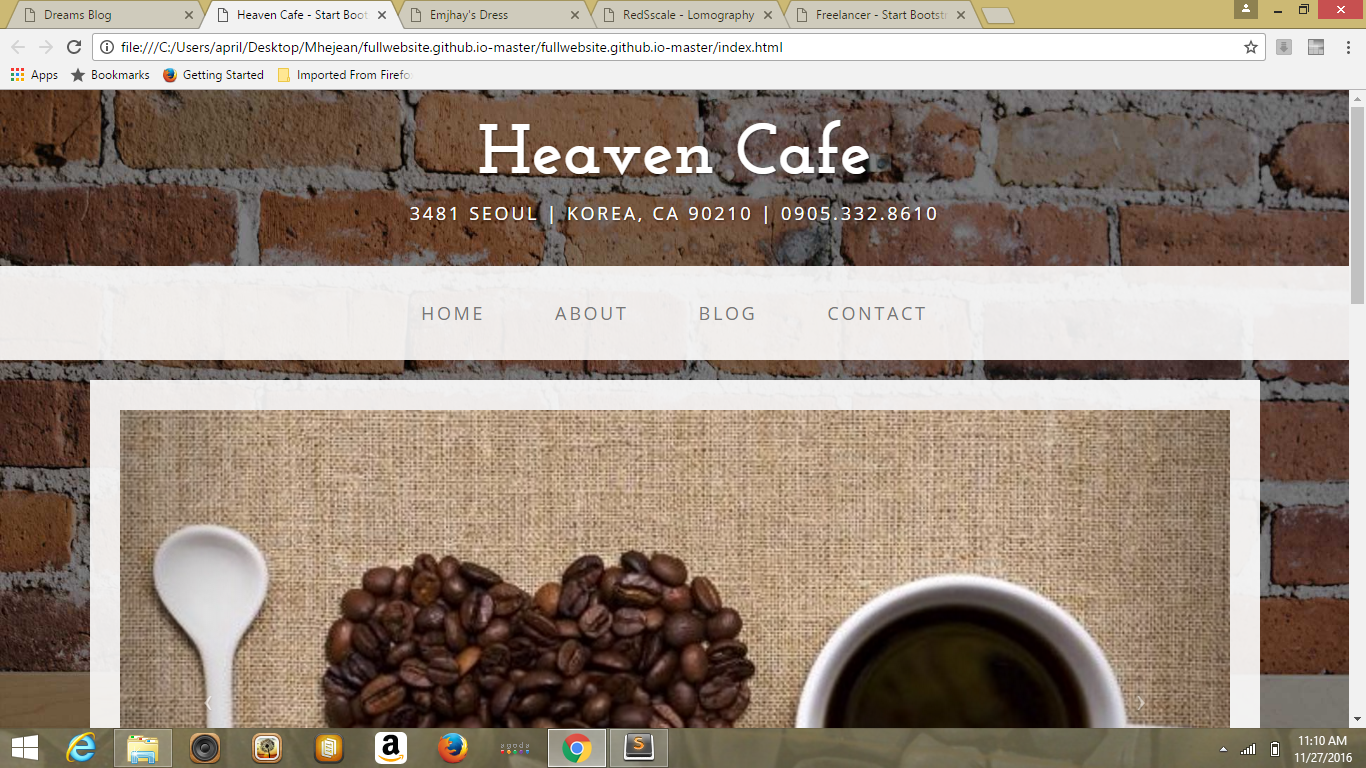 Dreams Blog
Heaven Cafe - Start Boot
Emjhay's Dress
RedSscale - Lomography
Freelancer - Start Bootst
file:///C:/Users/april/Desktop/Mhejean/fullwebsite.github.io-master/fullwebsite.github.io-master/index.html
Apps
Bookmarks
Getting Started
Imported From Firefo
Heaven Cafe
3481 SEOUL | KOREA, CA 90210 | 0905.332.8610
HOME
ABOUT
BLOG
CONTACT
agoda
11:10 AM
11/27/2016